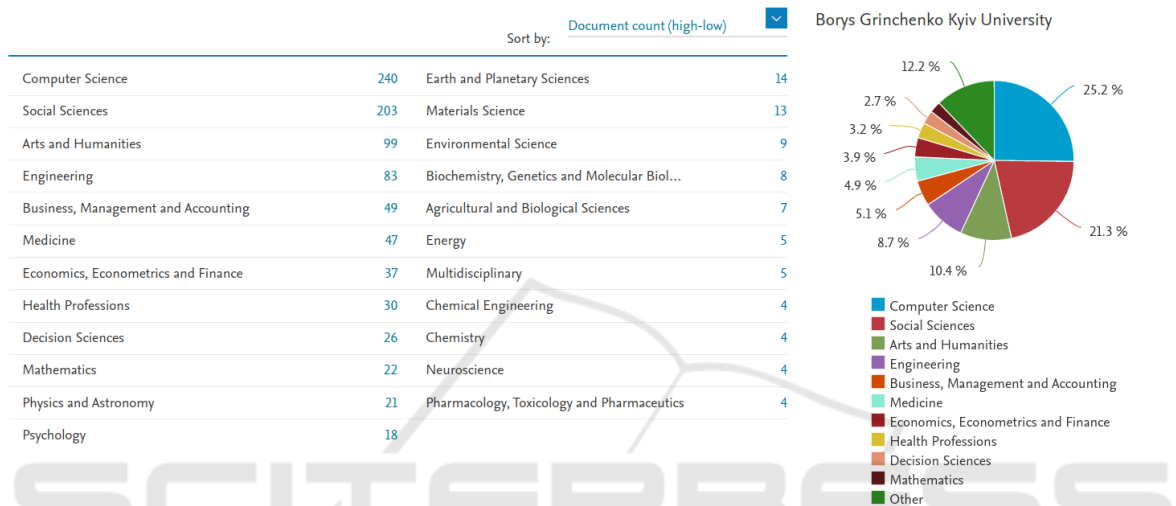 Sort by: Document count (high-low)
Computer Science 240
Social Sciences 203
Arts and Humanities 99
Engineering 83
Business, Management and Accounting 49
Medicine 47
Economics, Econometrics and Finance 37
Health Professions 30
Decision Sciences 26
Mathematics 22
Physics and Astronomy 21
Psychology 18
Earth and Planetary Sciences 14
Materials Science 13
Environmental Science 9
Biochemistry, Genetics and Molecular Biol... 8
Agricultural and Biological Sciences 7
Energy 5
Multidisciplinary 5
Chemical Engineering 4
Chemistry 4
Neuroscience 4
Pharmacology, Toxicology and Pharmaceutics 4
Borys Grinchenko Kyiv University
12.2 %
25.2 %
2.7 %
3.2 %
3.9 %
4.9 %
5.1 %
8.7 %
10.4 %
21.3 %
Computer Science
Social Sciences
Arts and Humanities
Engineering
Business, Management and Accounting
Medicine
Economics, Econometrics and Finance
Health Professions
Decision Sciences
Mathematics
Other
SCITEPRESS